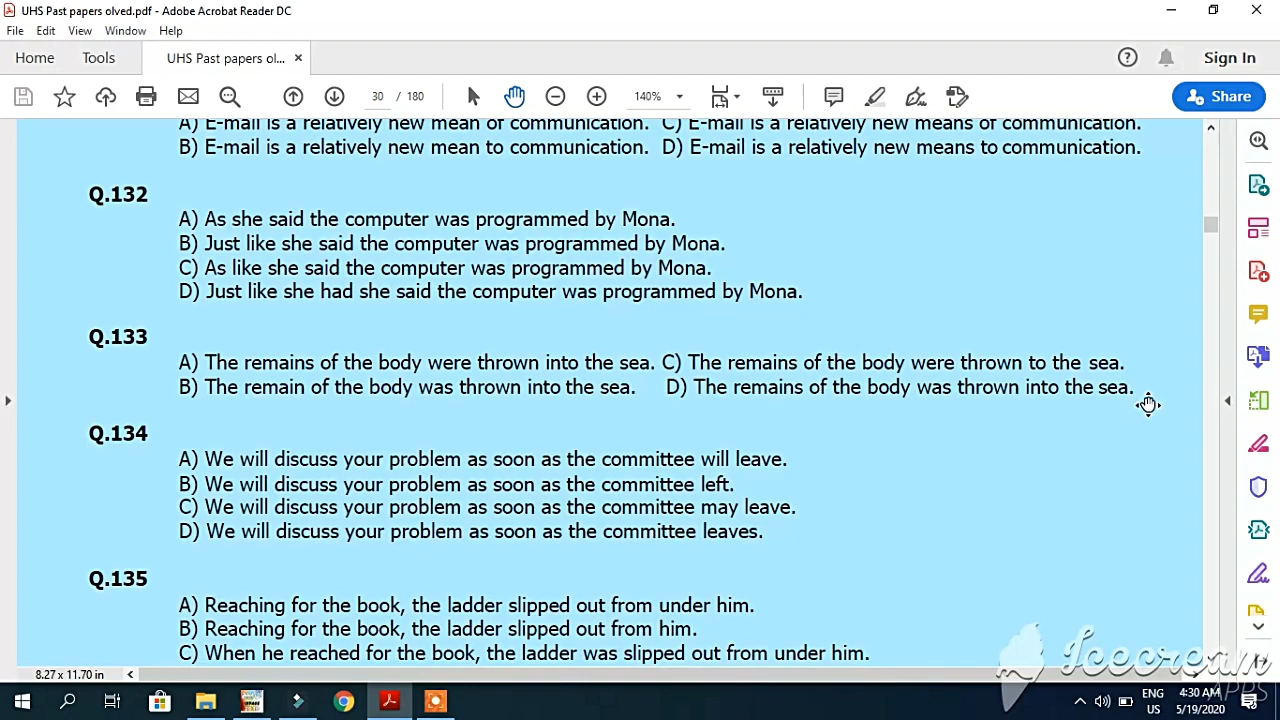 UHS Past papers olved.pdf - Adobe Acrobat Reader DC
File Edit View Window Help
Home Tools UHS Past papers ol... × Sign In
30 / 180 140% Share
A) E-mail is a relatively new mean of communication. C) E-mail is a relatively new means of communication.
B) E-mail is a relatively new mean to communication. D) E-mail is a relatively new means to communication.
Q.132
A) As she said the computer was programmed by Mona.
B) Just like she said the computer was programmed by Mona.
C) As like she said the computer was programmed by Mona.
D) Just like she had she said the computer was programmed by Mona.
Q.133
A) The remains of the body were thrown into the sea. C) The remains of the body were thrown to the sea.
B) The remain of the body was thrown into the sea. D) The remains of the body was thrown into the sea.
Q.134
A) We will discuss your problem as soon as the committee will leave.
B) We will discuss your problem as soon as the committee left.
C) We will discuss your problem as soon as the committee may leave.
D) We will discuss your problem as soon as the committee leaves.
Q.135
A) Reaching for the book, the ladder slipped out from under him.
B) Reaching for the book, the ladder slipped out from him.
C) When he reached for the book, the ladder was slipped out from under him.
8.27 x 11.70 in
Icecream
APPS
ENG
US
4:30 AM
5/19/2020